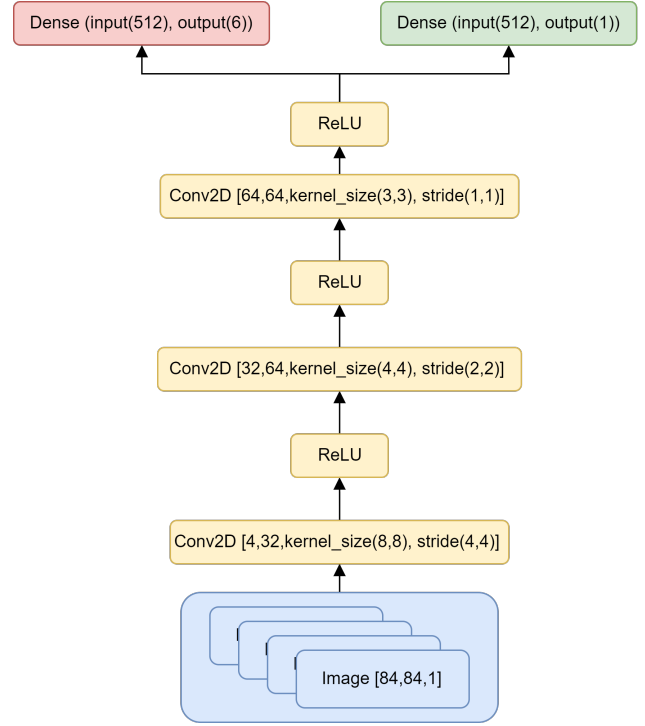 Dense (input(512), output(6))
Dense (input(512), output(1))
ReLU
Conv2D [64,64,kernel_size(3,3), stride(1,1)]
ReLU
Conv2D [32,64,kernel_size(4,4), stride(2,2)]
ReLU
Conv2D [4,32,kernel_size(8,8), stride(4,4)]
Image [84,84,1]